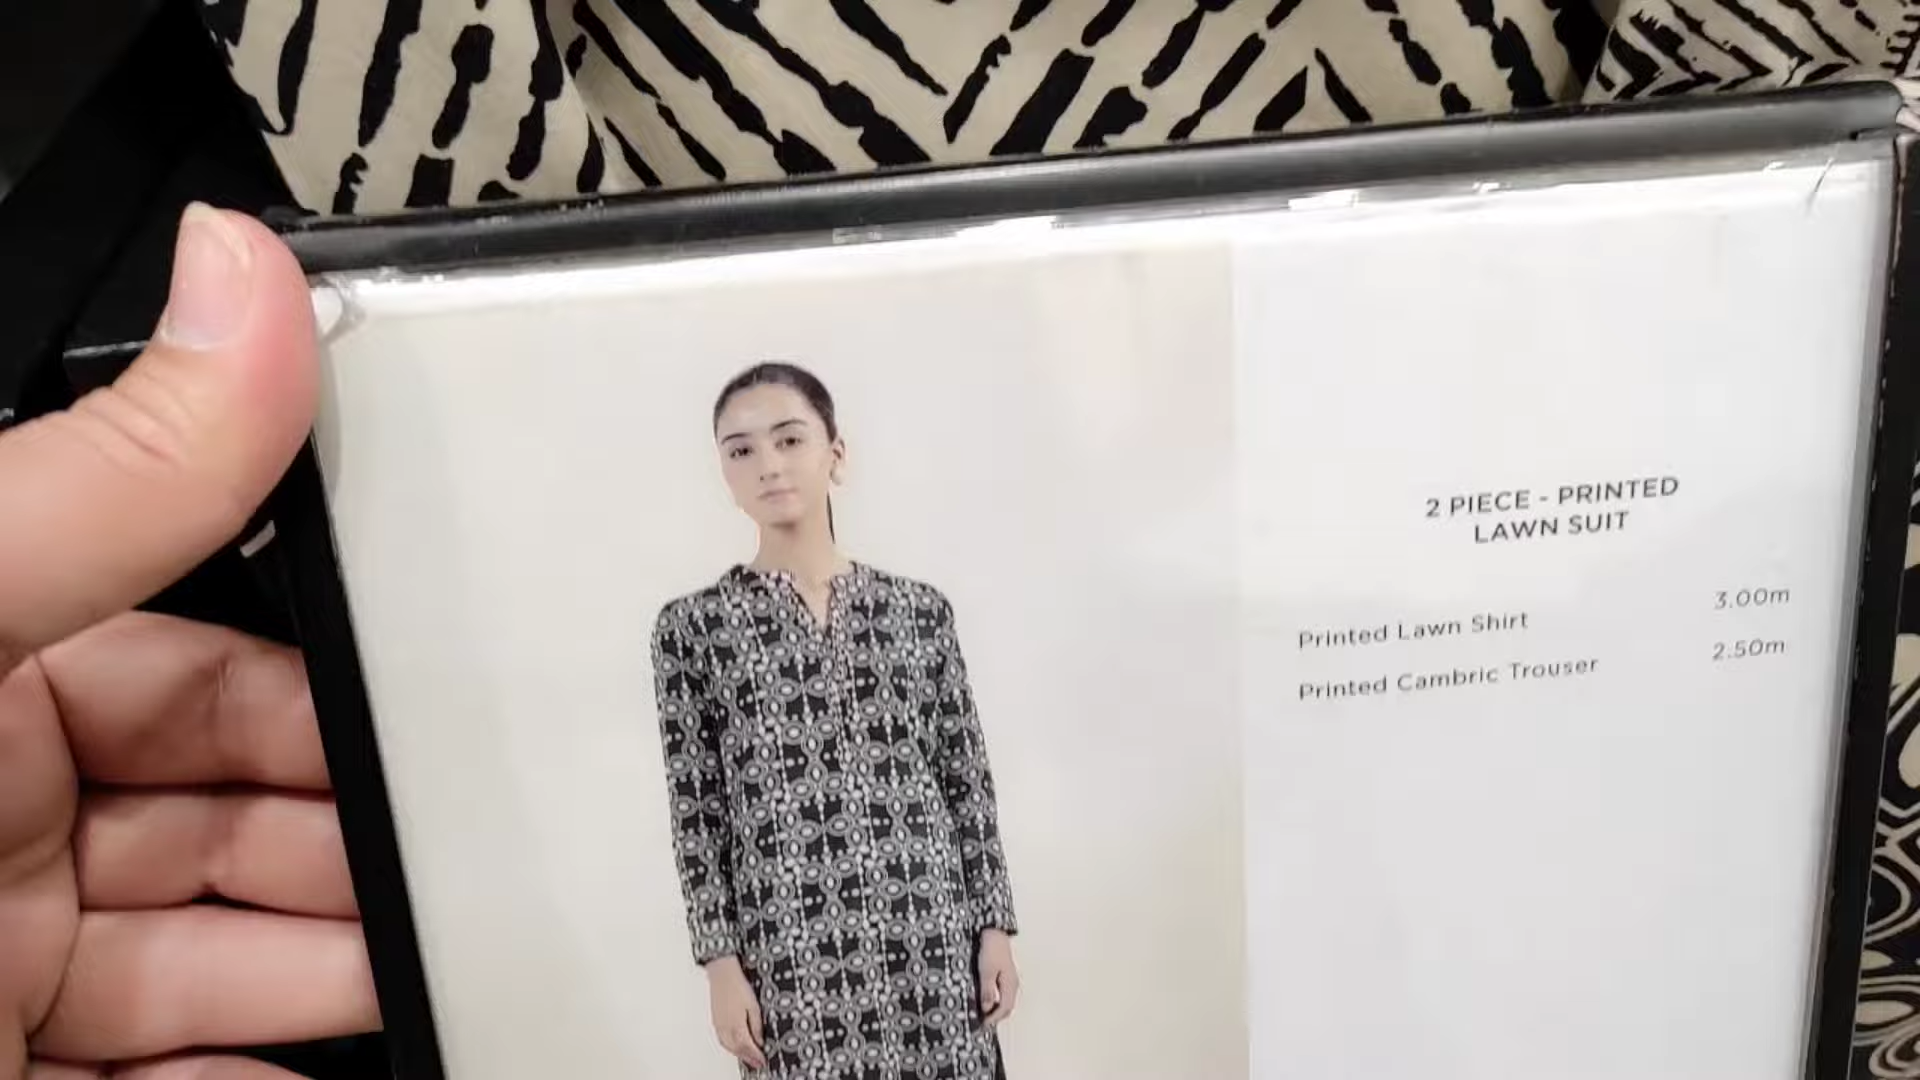 2 PIECE - PRINTED
LAWN SUIT
Printed Lawn Shirt 3.00m
Printed Cambric Trouser 2.50m